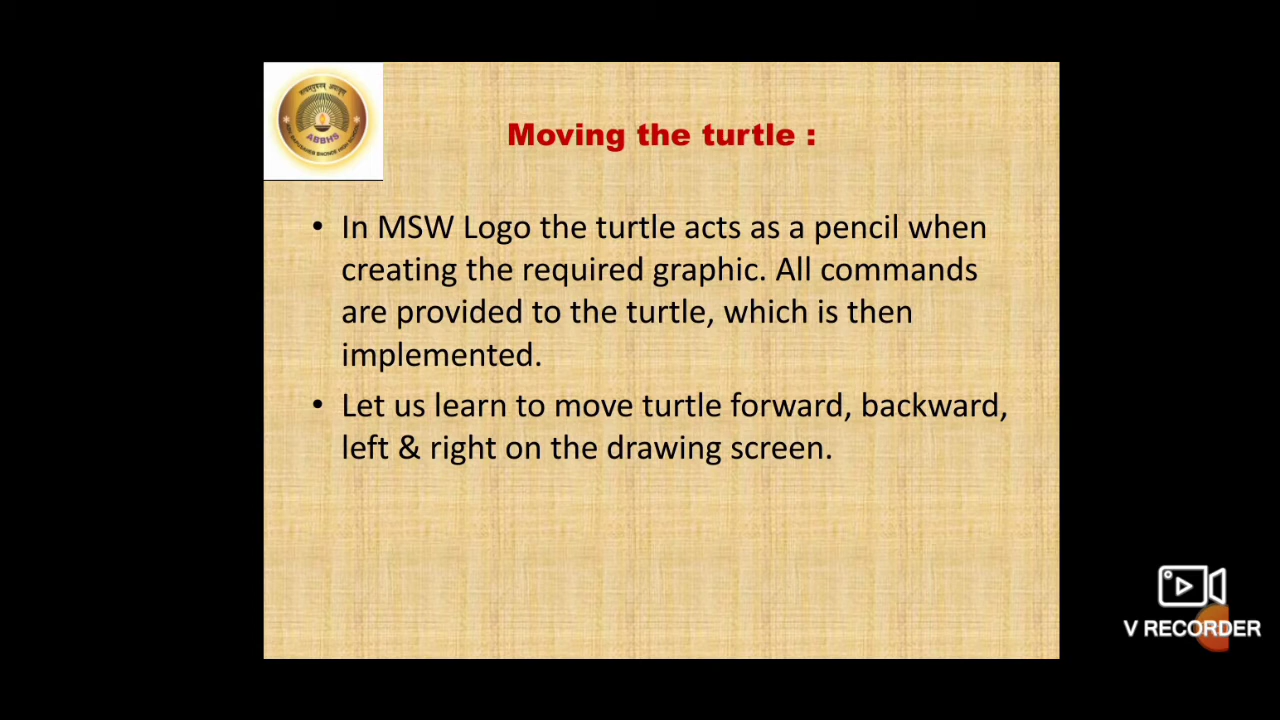 ABBHS
Moving the turtle :
• In MSW Logo the turtle acts as a pencil when
creating the required graphic. All commands
are provided to the turtle, which is then
implemented.
• Let us learn to move turtle forward, backward,
left & right on the drawing screen.
V RECORDER